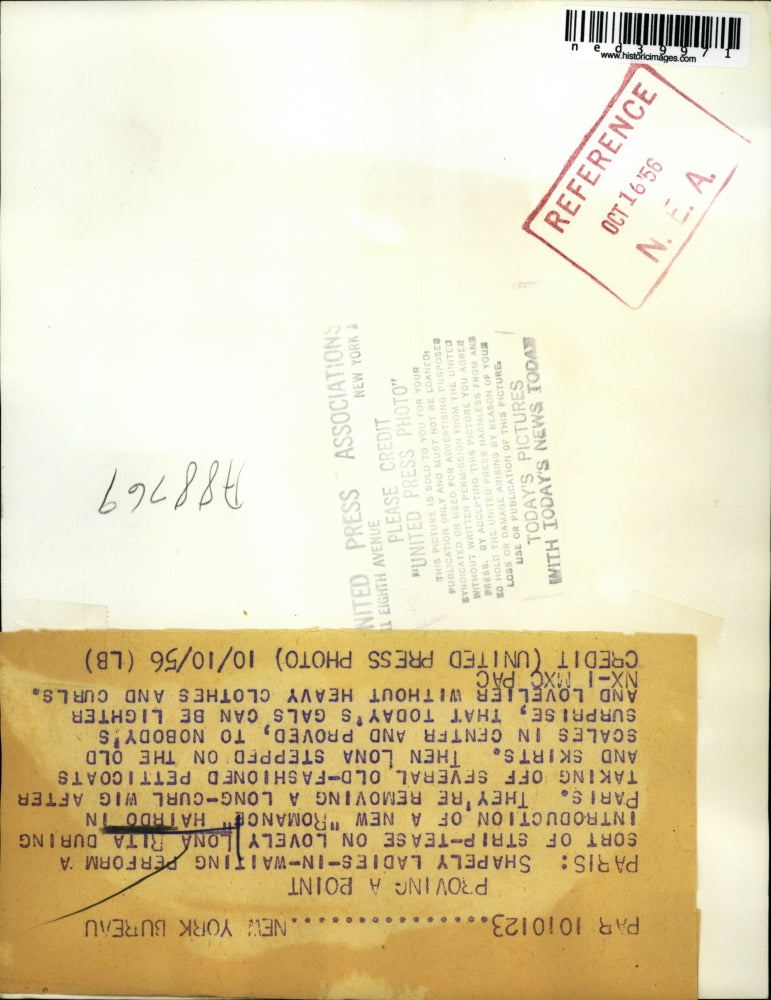 ned39971
www.historicimages.com
REFERENCE
OCT 16 '56
N. E. A.
UNITED PRESS ASSOCIATIONS
EIGHTH AVENUE NEW YORK
PLEASE CREDIT
"UNITED PRESS PHOTO"
THIS PICTURE IS SOLD TO YOU FOR YOUR
PUBLICATION ONLY AND MUST NOT BE LOANED,
SYNDICATED OR USED FOR ADVERTISING PURPOSES
WITHOUT WRITTEN PERMISSION FROM THE UNITED
PRESS. BY ACCEPTING THIS PICTURE YOU AGREE
TO HOLD THE UNITED PRESS HARMLESS FROM ANY
LOSS OR DAMAGE ARISING BY REASON OF YOUR
USE OR PUBLICATION OF THIS PICTURE.
TODAY'S PICTURES
WITH TODAY'S NEWS TODAY
A88769
PAR 1010123..................NEW YORK BUREAU
PROVING A POINT
PARIS: SHAPELY LADIES-IN-WAITING PERFORM A
SORT OF STRIP-TEASE ON LOVELY LONA RITA DURING
INTRODUCTION OF A NEW "ROMANCE" HAIRDO IN
PARIS. THEY'RE REMOVING A LONG-CURL WIG AFTER
TAKING OFF SEVERAL OLD-FASHIONED PETTICOATS
AND SKIRTS. THEN LONA STEPPED ON THE OLD
SCALES IN CENTER AND PROVED, TO NOBODY'S
SURPRISE, THAT TODAY'S GALS CAN BE LIGHTER
AND LOVELIER WITHOUT HEAVY CLOTHES AND CURLS.
NX-1 MXC PAC
CREDIT (UNITED PRESS PHOTO) 10/10/56 (LB)